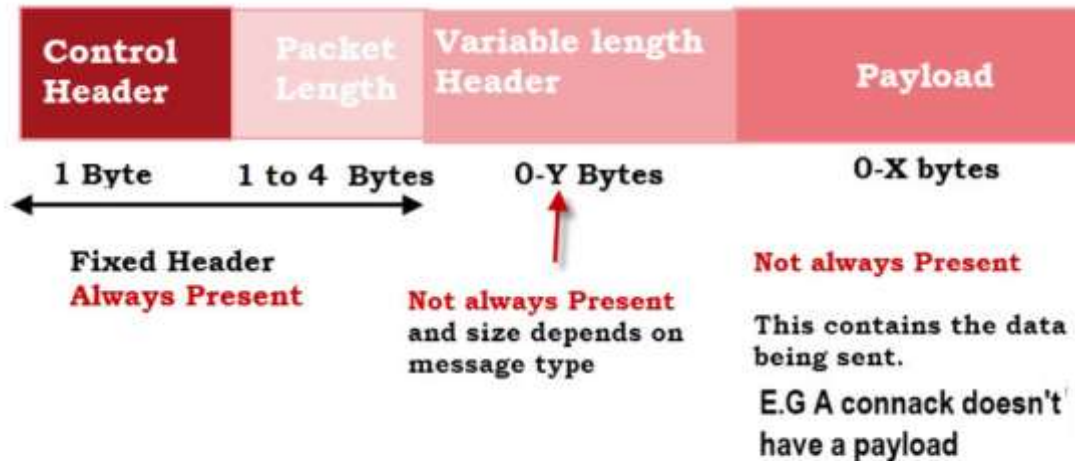 Control
Header
Packet
Length
Variable length
Header
Payload
1 Byte
1 to 4 Bytes
0-Y Bytes
0-X bytes
Fixed Header
Always Present
Not always Present
and size depends on
message type
Not always Present
This contains the data
being sent.
E.G A connack doesn't
have a payload